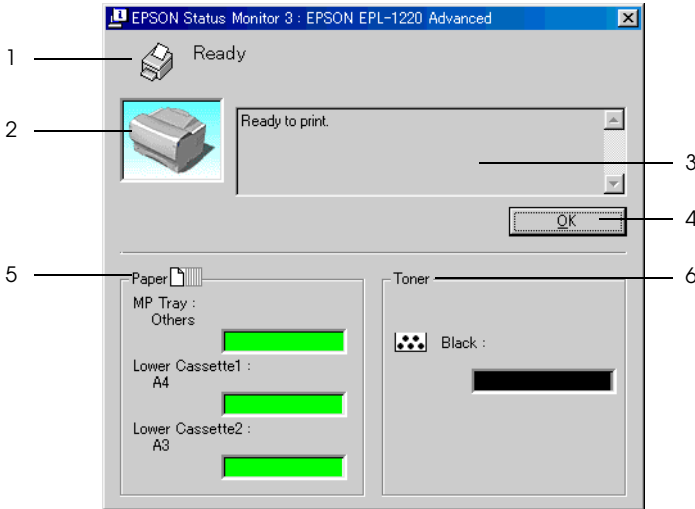 EPSON Status Monitor 3 : EPSON EPL-1220 Advanced
1
Ready
2
Ready to print.
3
OK
4
5
Paper
MP Tray :
Others
Lower Cassette1 :
A4
Lower Cassette2 :
A3
Toner
6
Black :